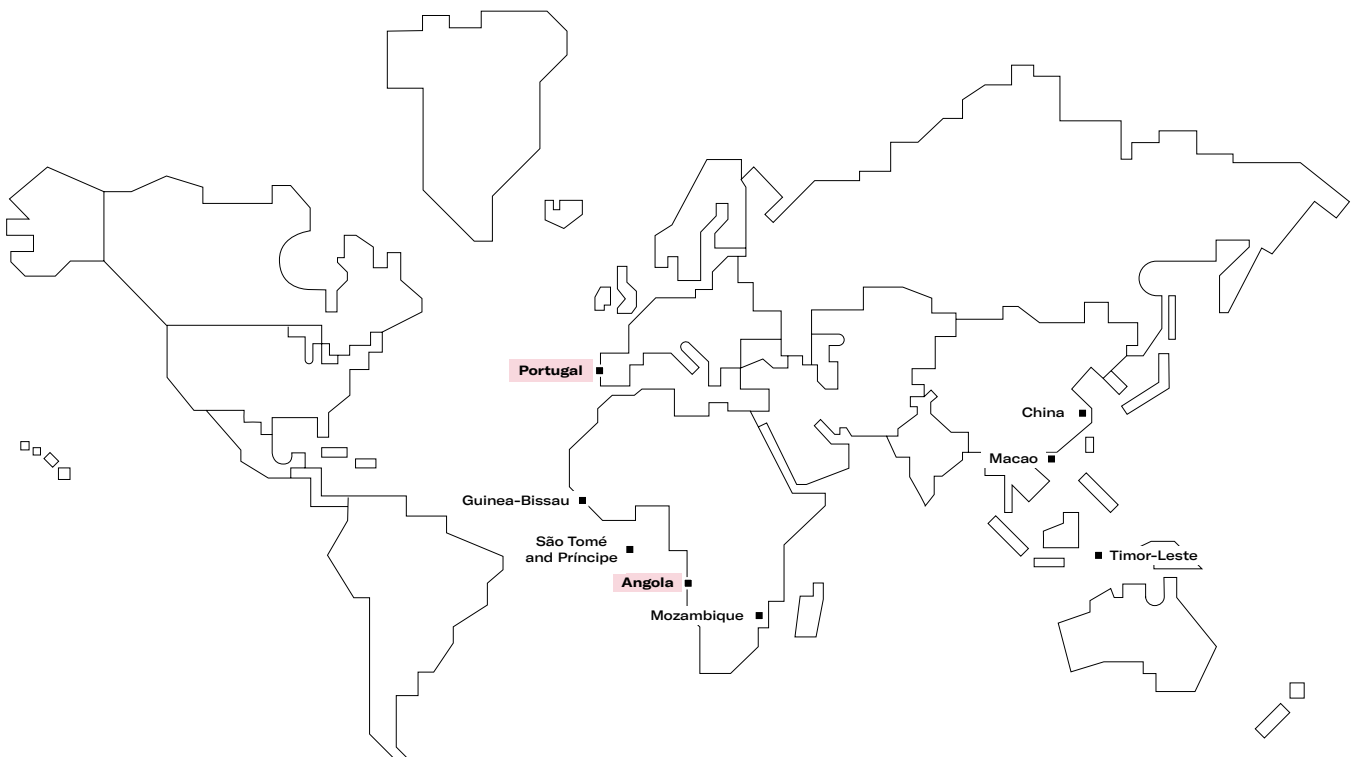 Portugal
China
Macao
Guinea-Bissau
São Tomé
and Príncipe
Timor-Leste
Angola
Mozambique